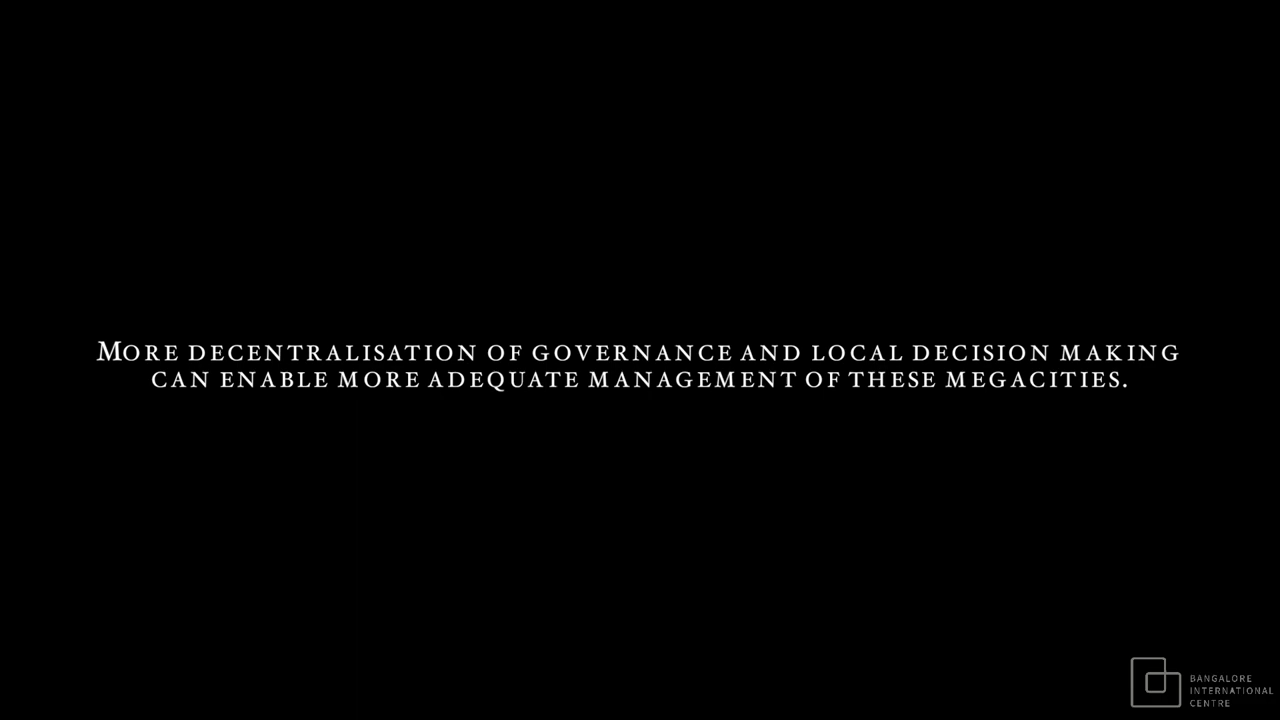 More decentralisation of governance and local decision making
can enable more adequate management of these megacities.
BANGALORE
INTERNATIONAL
CENTRE